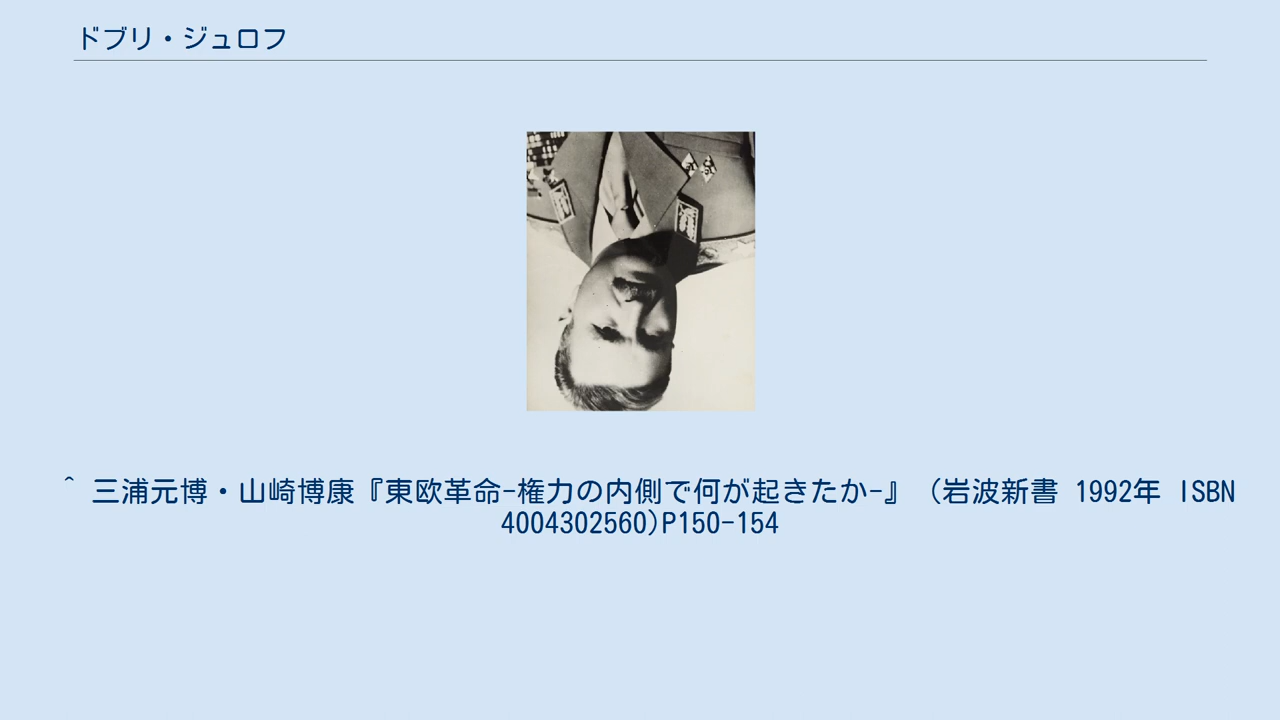 ドブリ・ジュロフ
^ 三浦元博・山崎博康『東欧革命−権力の内側で何が起きたか−』（岩波新書 1992年 ISBN
4004302560)P150-154